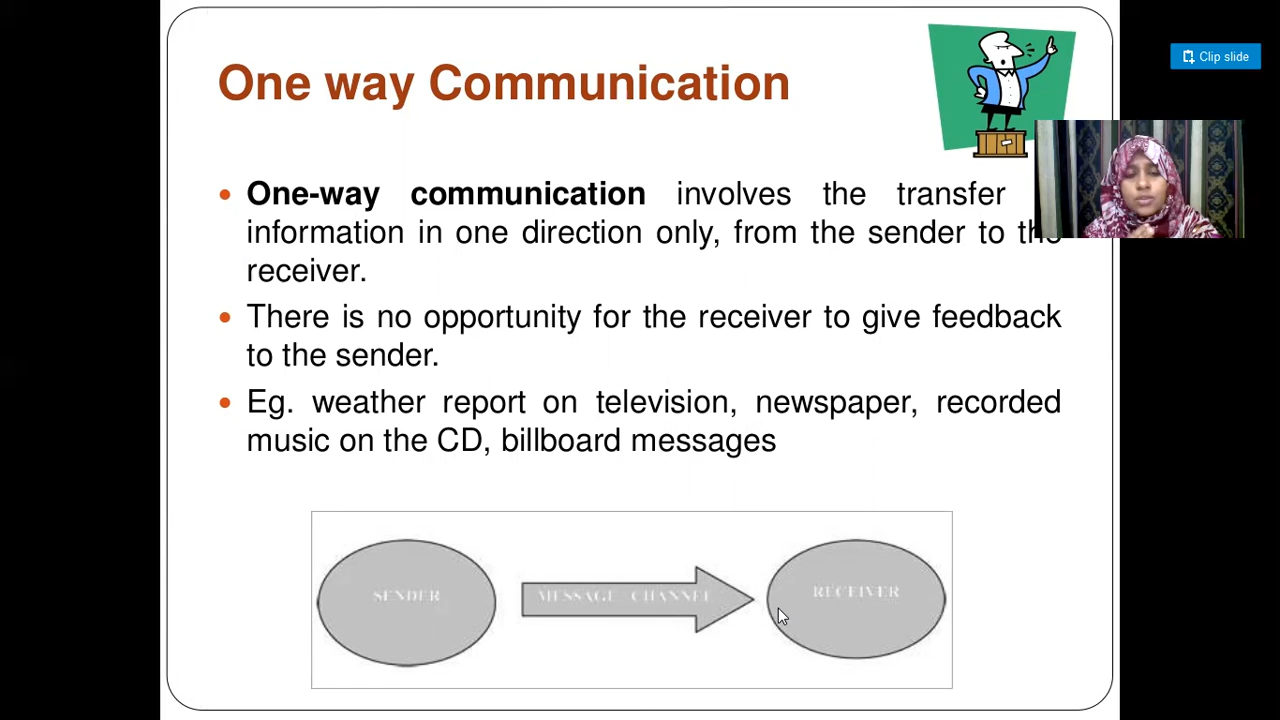 Clip slide
One way Communication
One-way communication involves the transfer
information in one direction only, from the sender to the
receiver.
There is no opportunity for the receiver to give feedback
to the sender.
Eg. weather report on television, newspaper, recorded
music on the CD, billboard messages
SENDER
MESSAGE CHANNEL
RECEIVER